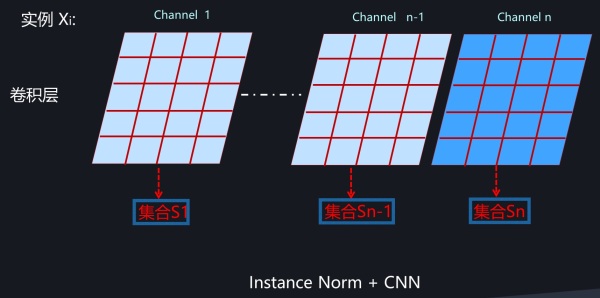 实例 Xi:
Channel 1
Channel n-1
Channel n
卷积层
集合S1
集合Sn-1
集合Sn
Instance Norm + CNN